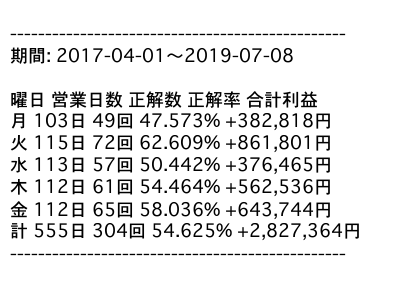 ------------------------------------------------
期間: 2017-04-01～2019-07-08
曜日 営業日数 正解数 正解率 合計利益
月 103日 49回 47.573% +382,818円
火 115日 72回 62.609% +861,801円
水 113日 57回 50.442% +376,465円
木 112日 61回 54.464% +562,536円
金 112日 65回 58.036% +643,744円
計 555日 304回 54.625% +2,827,364円
------------------------------------------------